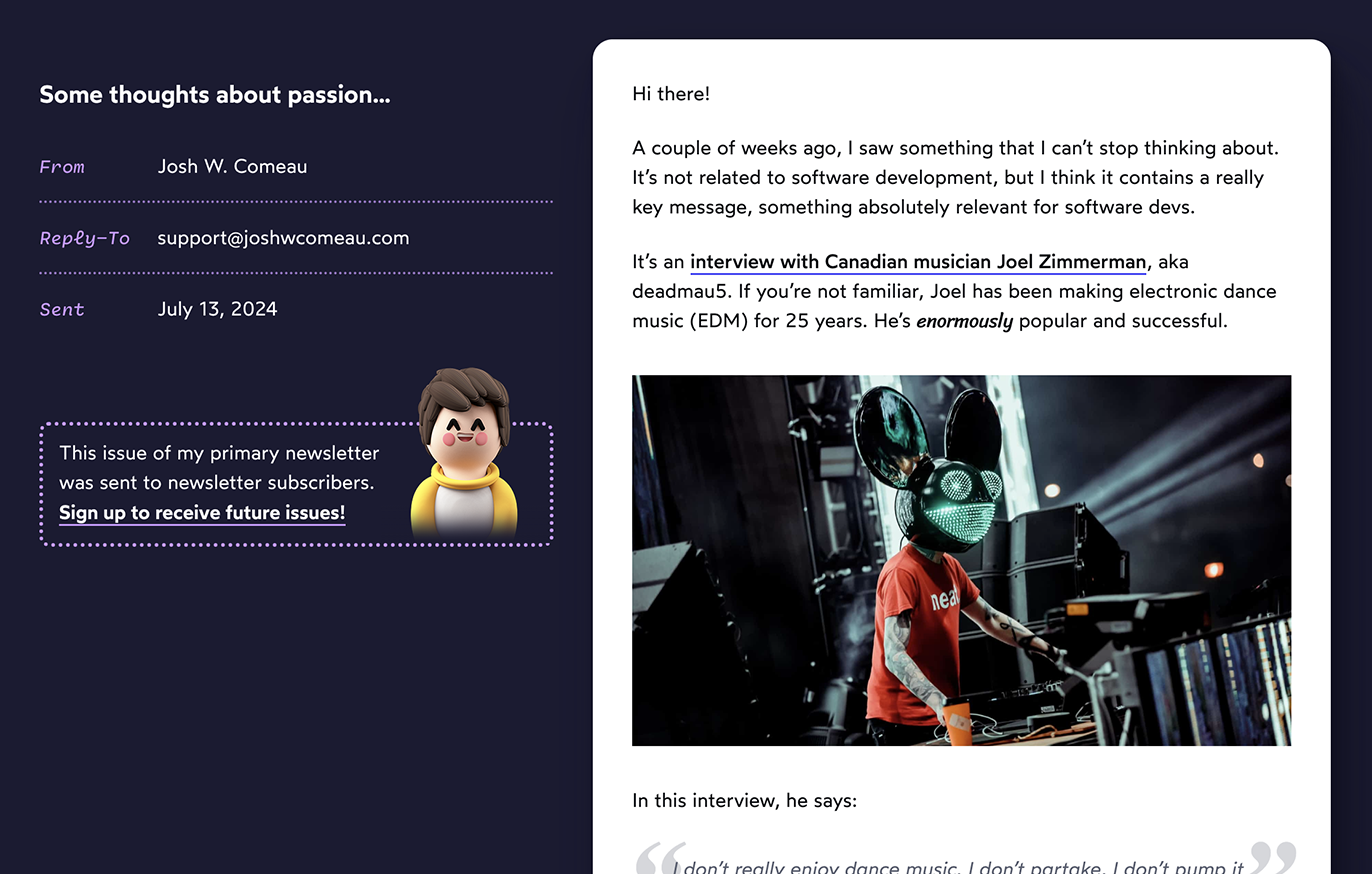 Some thoughts about passion…
From Josh W. Comeau
Reply-To support@joshwcomeau.com
Sent July 13, 2024
This issue of my primary newsletter
was sent to newsletter subscribers.
Sign up to receive future issues!
Hi there!
A couple of weeks ago, I saw something that I can’t stop thinking about.
It’s not related to software development, but I think it contains a really
key message, something absolutely relevant for software devs.
It’s an interview with Canadian musician Joel Zimmerman, aka
deadmau5. If you’re not familiar, Joel has been making electronic dance
music (EDM) for 25 years. He’s enormously popular and successful.
neat
In this interview, he says:
“I don’t really enjoy dance music. I don’t partake. I don’t pump it”